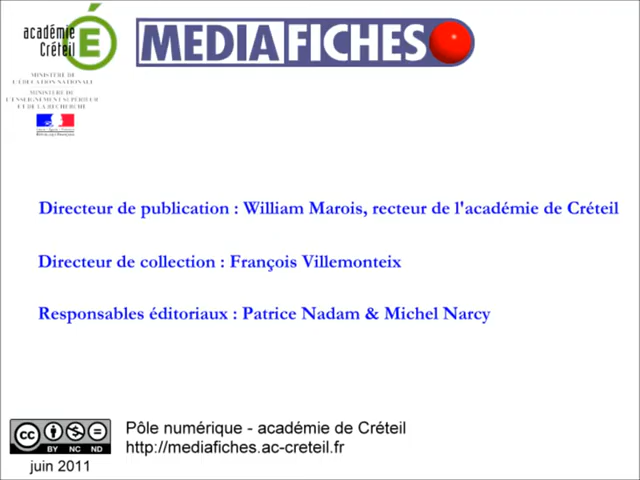 académie
Créteil
MINISTÈRE DE
L'ÉDUCATION NATIONALE
MINISTÈRE DE
L'ENSEIGNEMENT SUPÉRIEUR
ET DE LA RECHERCHE
MEDIAFICHES
Directeur de publication : William Marois, recteur de l'académie de Créteil
Directeur de collection : François Villemonteix
Responsables éditoriaux : Patrice Nadam & Michel Narcy
cc BY NC ND
Pôle numérique - académie de Créteil
http://mediafiches.ac-creteil.fr
juin 2011